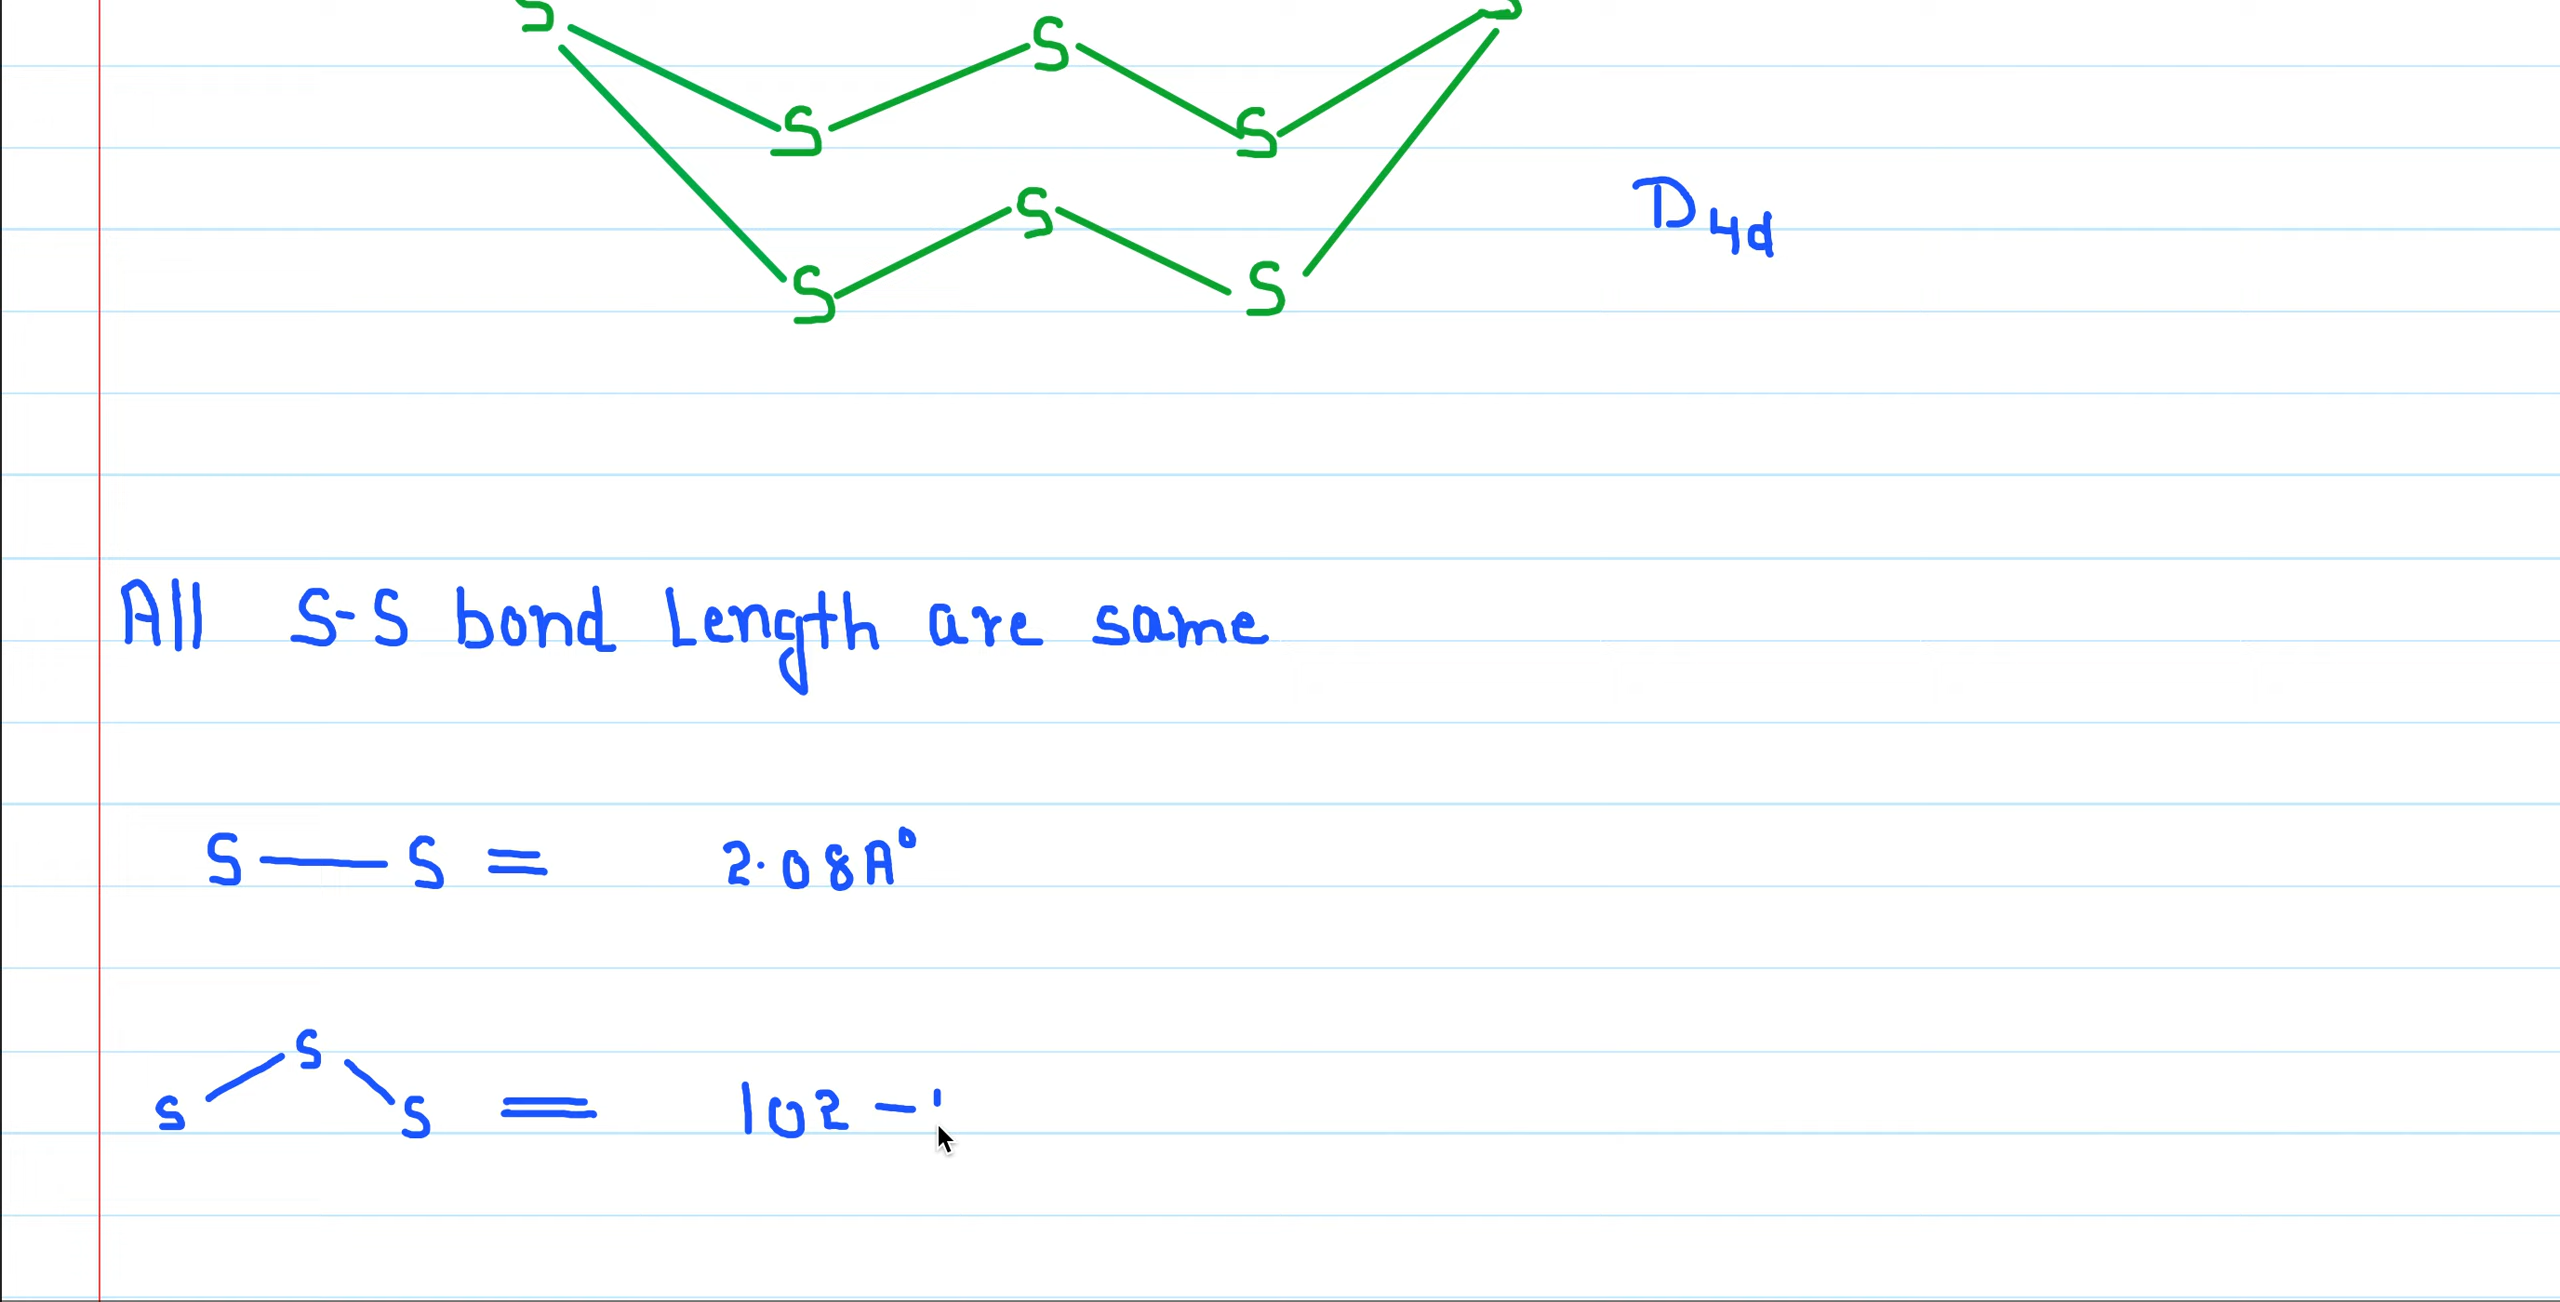 S S S
S S
S D4d
S S
All S-S bond Length are same
S — S = 2.08A°
S
S S = 102 -